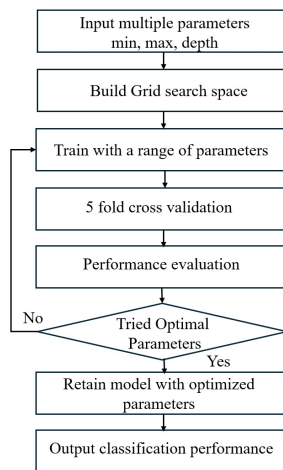 Input multiple parameters
min, max, depth
Build Grid search space
Train with a range of parameters
5 fold cross validation
Performance evaluation
No
Tried Optimal
Parameters
Yes
Retain model with optimized
parameters
Output classification performance